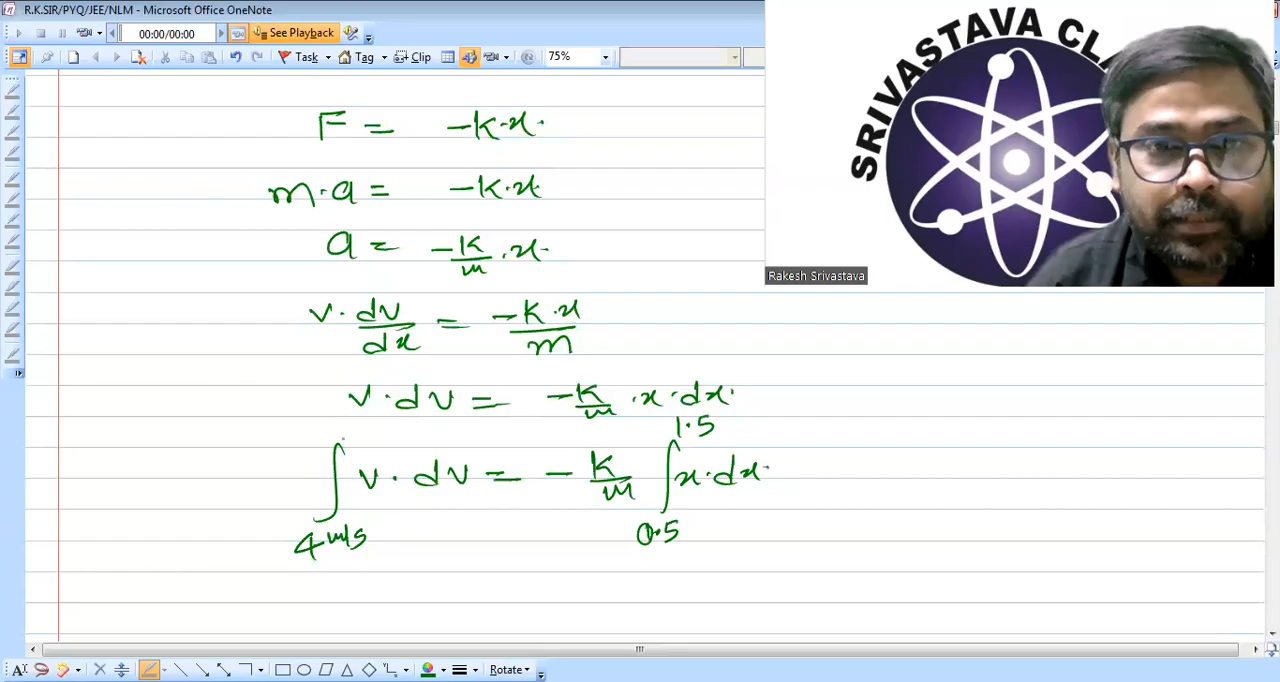 R.K.SIR/PYQ/JEE/NLM - Microsoft Office OneNote
00:00/00:00 See Playback
Task Tag Clip 75%
SRIVASTAVA CL
Rakesh Srivastava
F = -k·x·
m·a = -k·x
a = -k/m ·x·
v· dv/dx = -k·x/m
v·dv = -k/m ·x·dx·
∫ v·dv = -k/m ∫ x·dx·
1.5
4 m/s 0.5
A Rotate